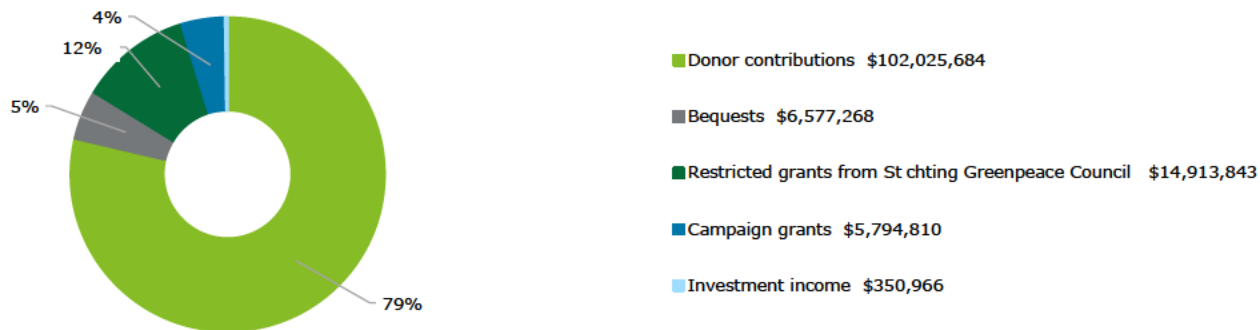 4%
12%
5%
79%
Donor contributions $102,025,684
Bequests $6,577,268
Restricted grants from St chting Greenpeace Council $14,913,843
Campaign grants $5,794,810
Investment income $350,966